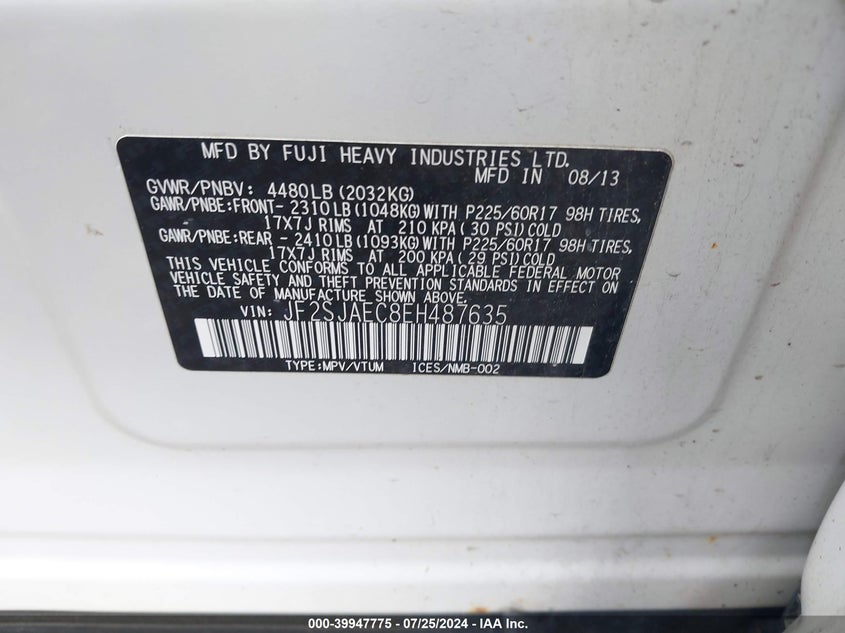 MFD BY FUJI HEAVY INDUSTRIES LTD.
MFD IN 08/13
GVWR/PNBV: 4480LB (2032KG)
GAWR/PNBE:FRONT- 2310LB (1048KG) WITH P225/60R17 98H TIRES,
17X7J RIMS AT 210 KPA (30 PSI) COLD
GAWR/PNBE:REAR - 2410LB (1093KG) WITH P225/60R17 98H TIRES,
17X7J RIMS AT 200 KPA (29 PSI) COLD
THIS VEHICLE CONFORMS TO ALL APPLICABLE FEDERAL MOTOR
VEHICLE SAFETY AND THEFT PREVENTION STANDARDS IN EFFECT ON
THE DATE OF MANUFACTURE SHOWN ABOVE.
VIN: JF2SJAEC8EH487635
TYPE:MPV/VTUM ICES/NMB-002
000-39947775 - 07/25/2024 - IAA Inc.